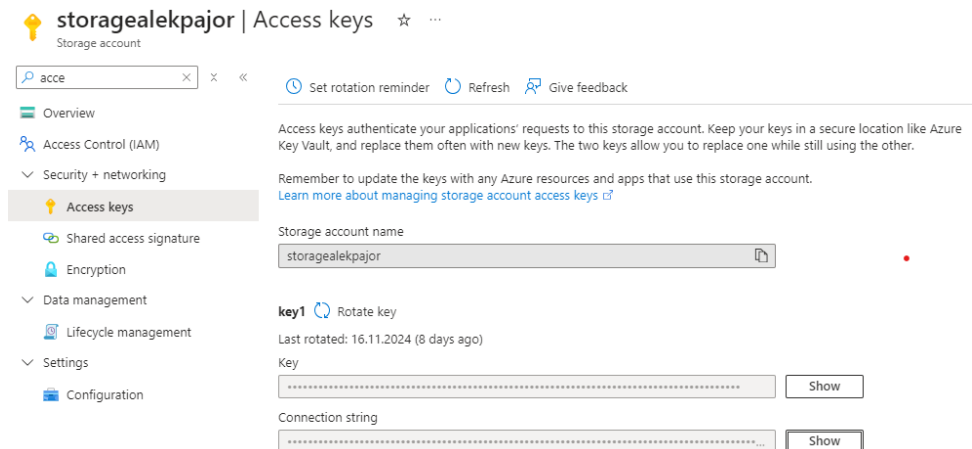 storagealekpajor | Access keys ☆ ···
Storage account
acce
Overview
Access Control (IAM)
Security + networking
Access keys
Shared access signature
Encryption
Data management
Lifecycle management
Settings
Configuration
Set rotation reminder Refresh Give feedback
Access keys authenticate your applications' requests to this storage account. Keep your keys in a secure location like Azure
Key Vault, and replace them often with new keys. The two keys allow you to replace one while still using the other.
Remember to update the keys with any Azure resources and apps that use this storage account.
Learn more about managing storage account access keys
Storage account name
storagealekpajor
key1 Rotate key
Last rotated: 16.11.2024 (8 days ago)
Key
Show
Connection string
Show